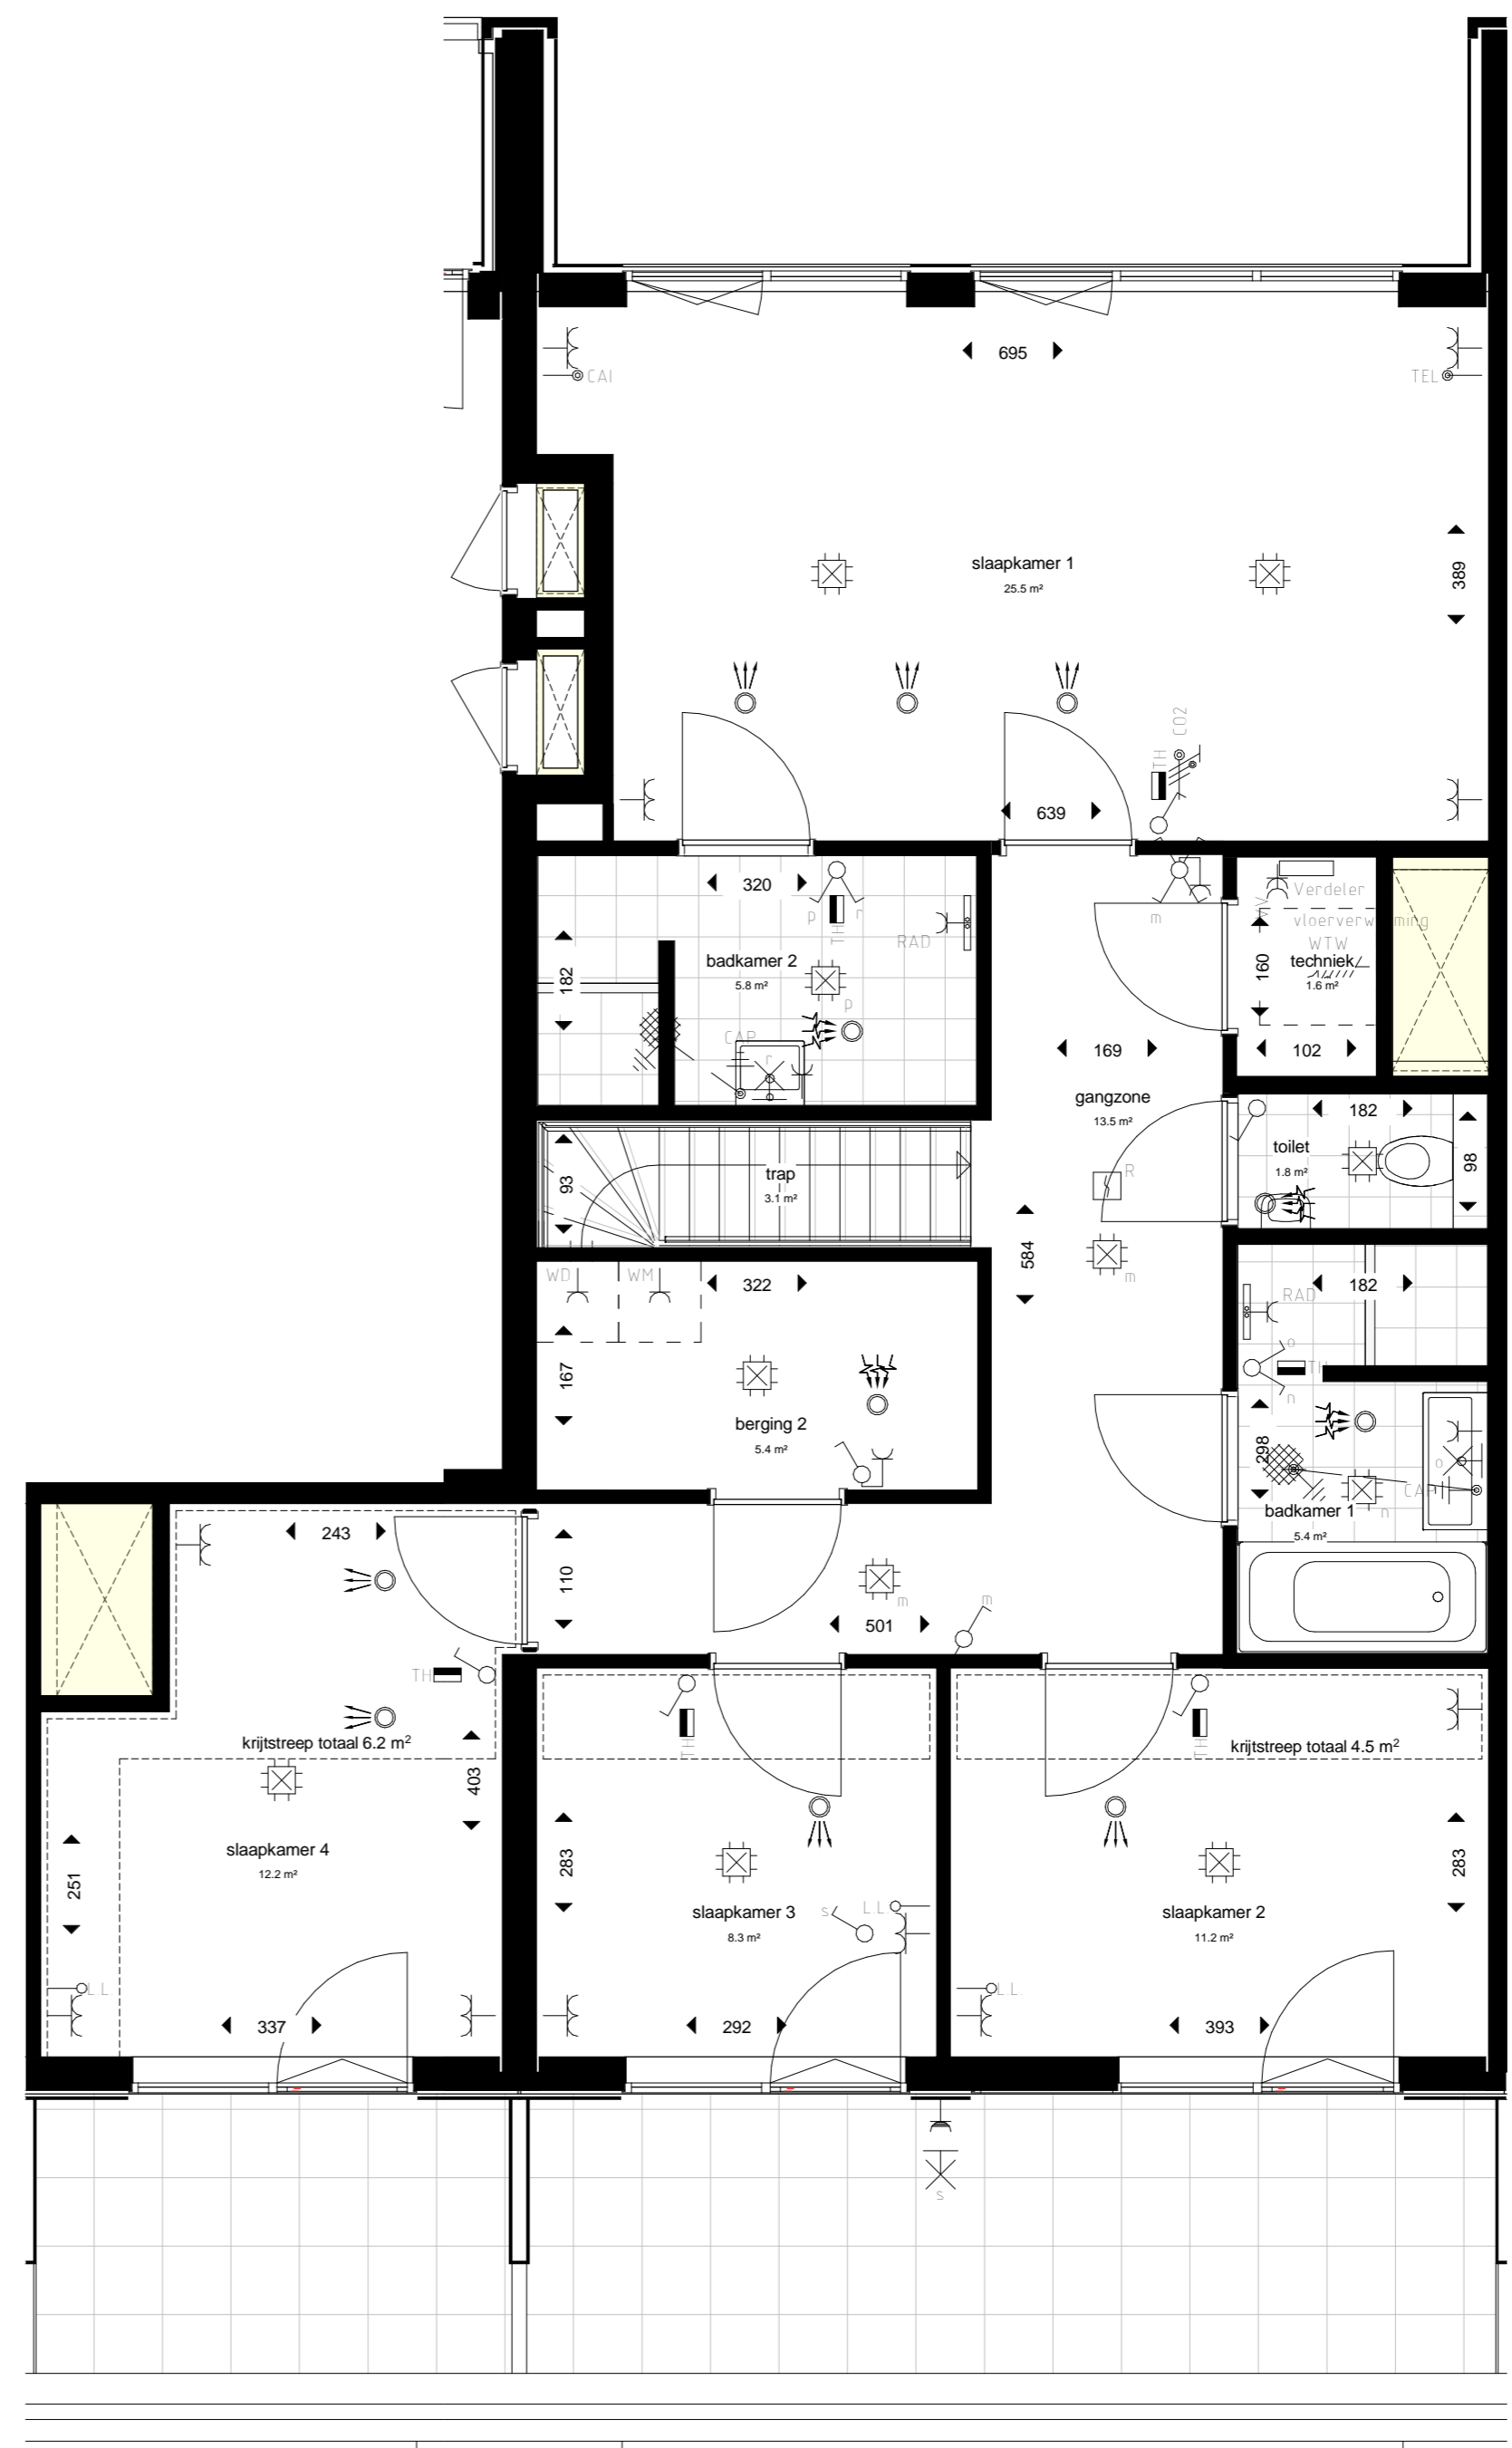 695
CAI
TEL
389
slaapkamer 1
25.5 m²
CO2
TH
639
320
p
r
TH
RAD
182
badkamer 2
5.8 m²
p
CAP
r
m
Verdeler
vloerverwarming
WTW
160
techniek
1.6 m²
102
169
gangzone
13.5 m²
182
toilet
1.8 m²
98
R
93
trap
3.1 m²
584
m
WD
WM
322
167
berging 2
5.4 m²
182
RAD
o
TH
n
298
o
CAP
n
badkamer 1
5.4 m²
243
110
m
501
m
TH
krijtstreep totaal 6.2 m²
403
slaapkamer 4
12.2 m²
251
L.L.
337
TH
283
slaapkamer 3
8.3 m²
s
L.L.
292
TH
krijtstreep totaal 4.5 m²
283
slaapkamer 2
11.2 m²
L.L.
393
s